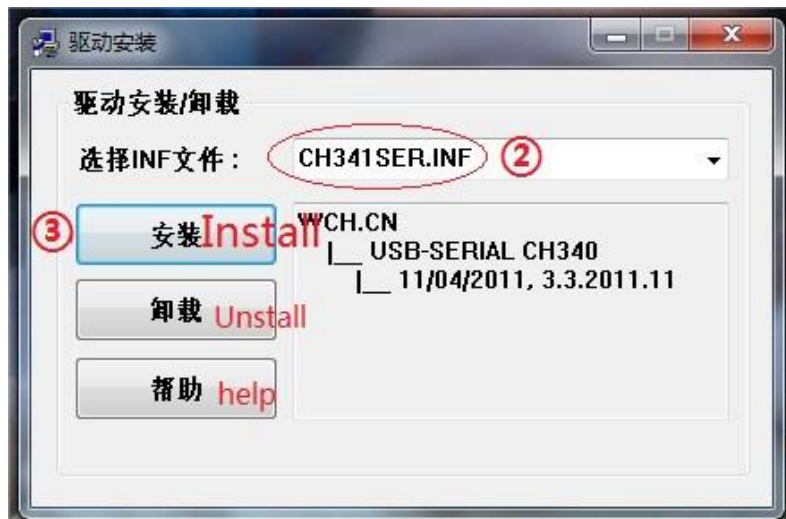 驱动安装
驱动安装/卸载
选择INF文件： CH341SER.INF ②
③ 安装Install
WCH.CN
|__ USB-SERIAL CH340
|__ 11/04/2011, 3.3.2011.11
卸载 Unstall
帮助 help